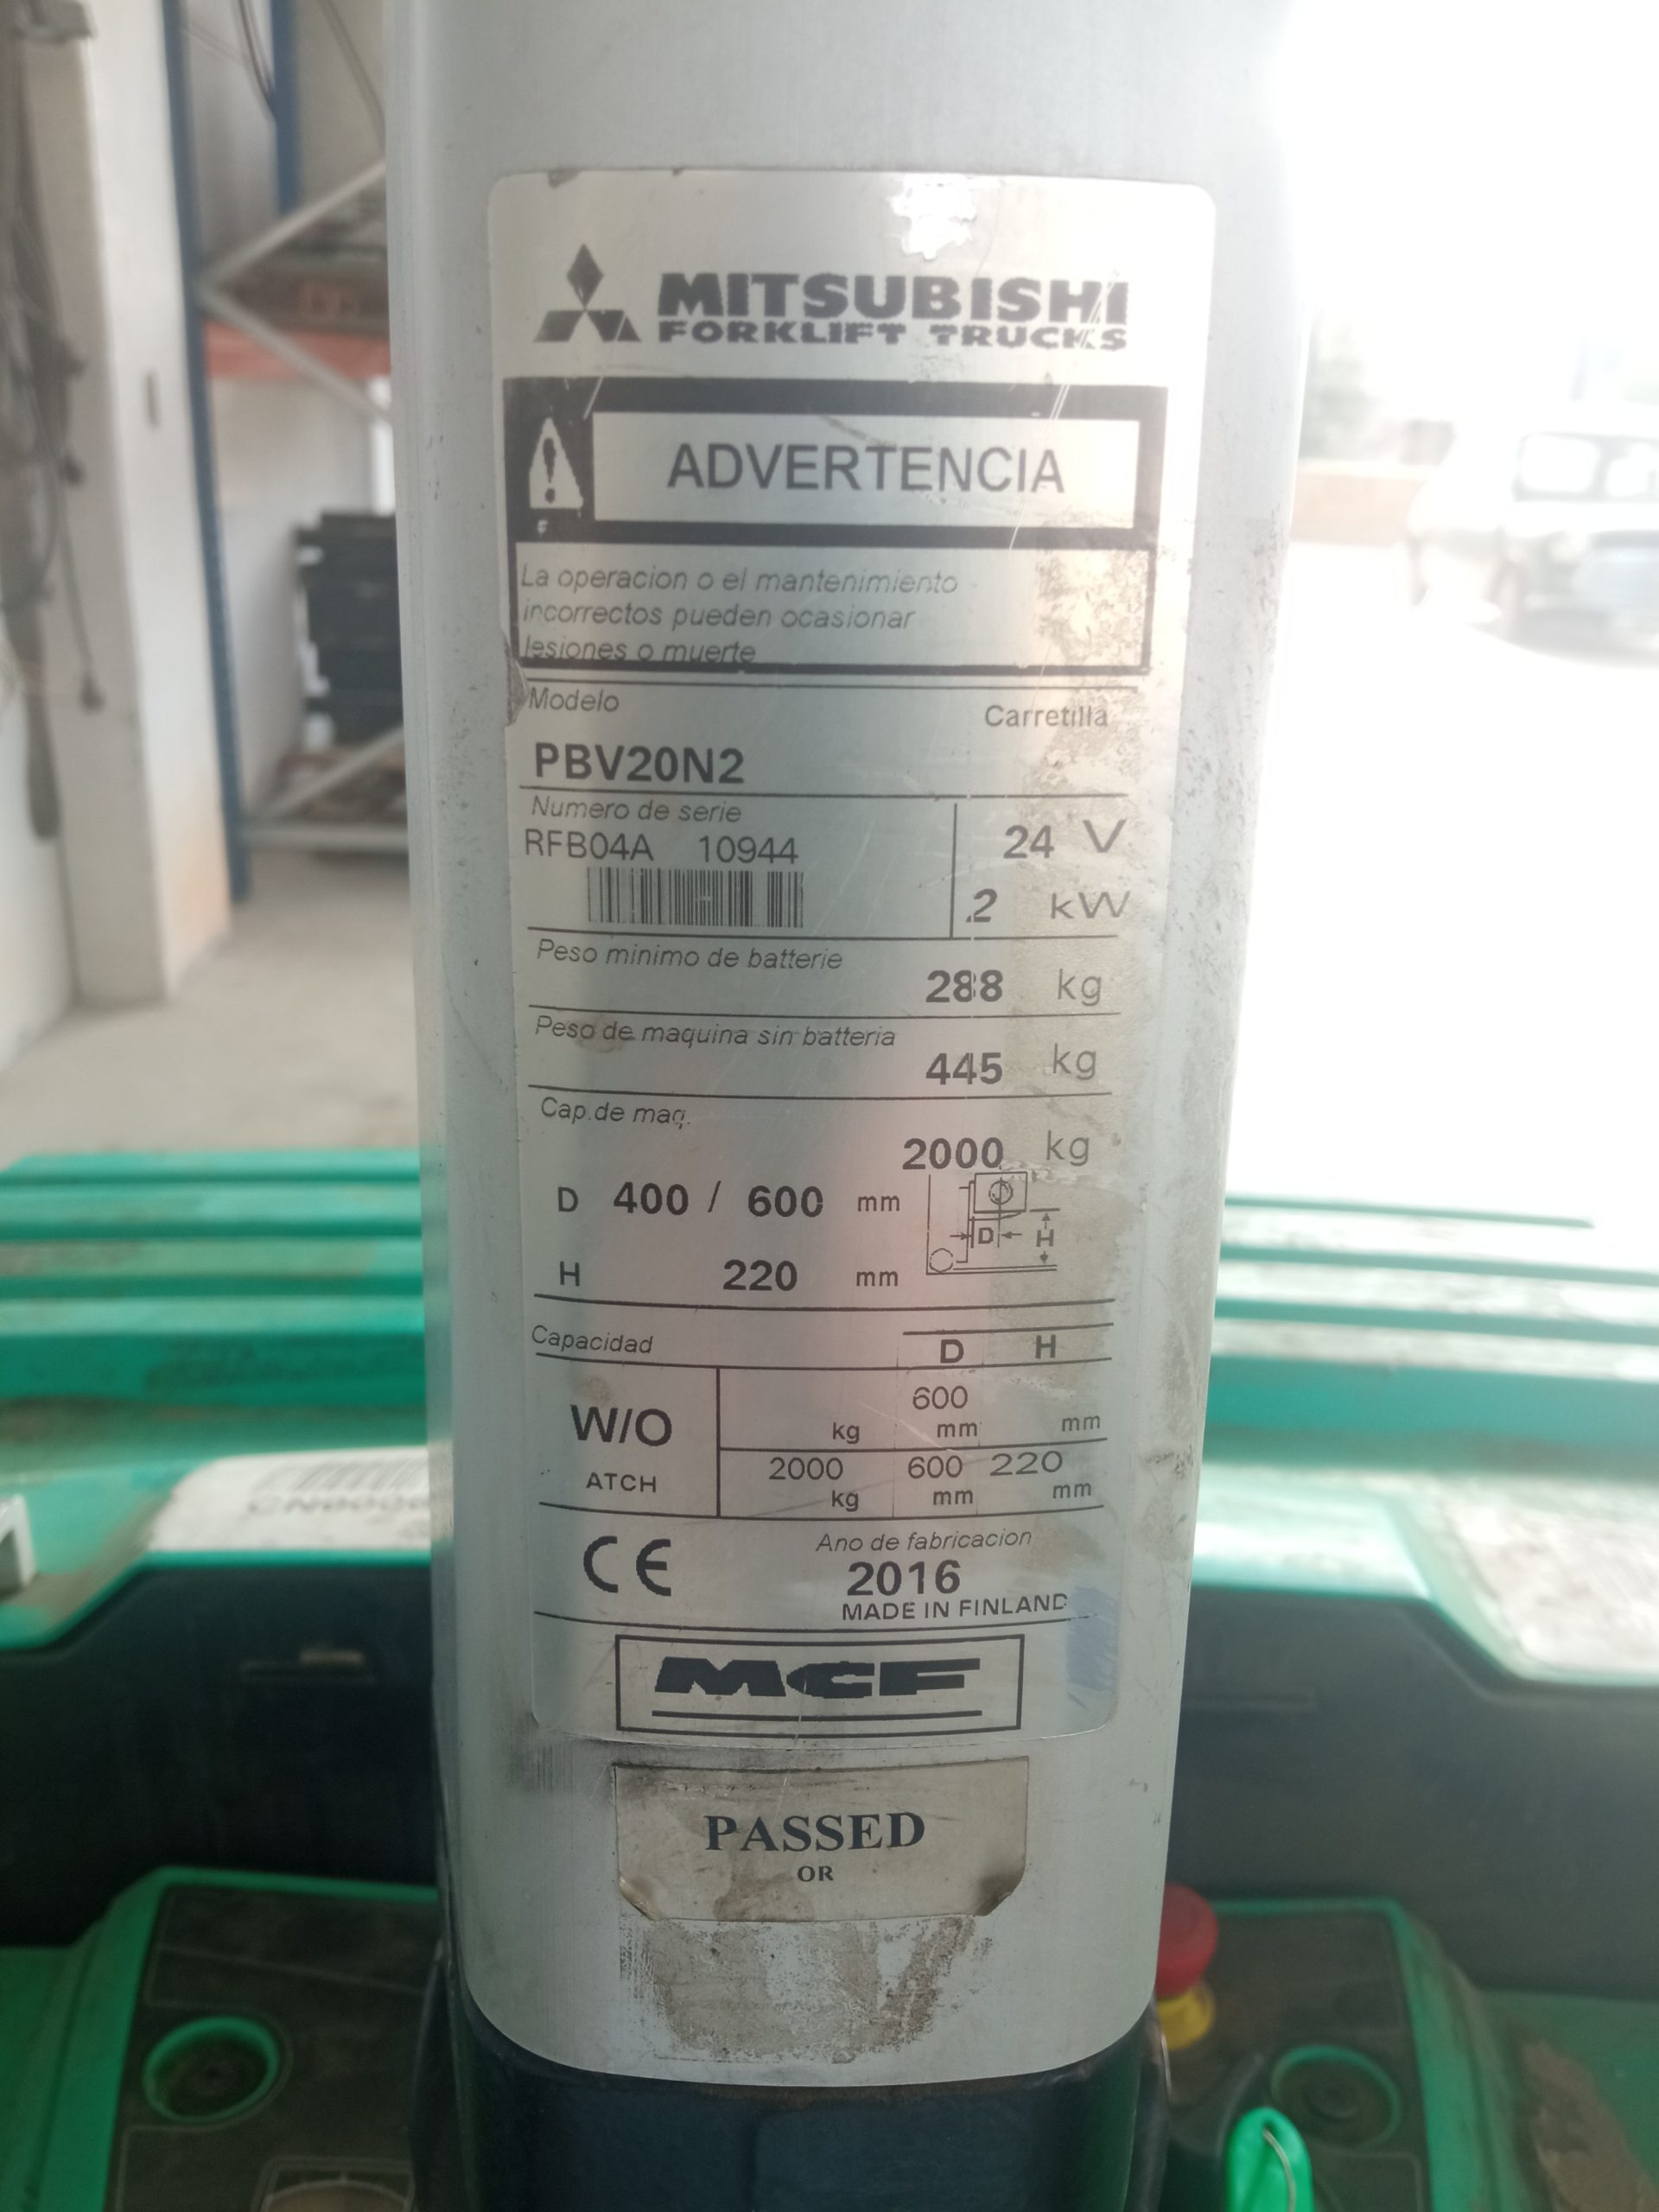 MITSUBISHI
FORKLIFT TRUCKS
ADVERTENCIA
La operacion o el mantenimiento
incorrectos pueden ocasionar
lesiones o muerte
Modelo Carretilla
PBV20N2
Numero de serie
RFB04A 10944 24 V
.2 kW
Peso minimo de batterie
288 kg
Peso de maquina sin batteria
445 kg
Cap.de maq.
2000 kg
D 400 / 600 mm
D H
H 220 mm
Capacidad D H
600
W/O kg mm mm
2000 600 220
ATCH kg mm mm
CE Ano de fabricacion
2016
MADE IN FINLAND
MCF
PASSED
OR